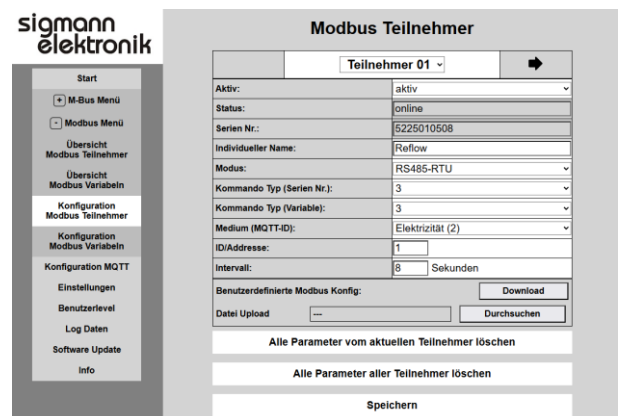 sigmann
elektronik
Start
+ M-Bus Menü
- Modbus Menü
Übersicht
Modbus Teilnehmer
Übersicht
Modbus Variabeln
Konfiguration
Modbus Teilnehmer
Konfiguration
Modbus Variabeln
Konfiguration MQTT
Einstellungen
Benutzerlevel
Log Daten
Software Update
Info
Modbus Teilnehmer
Teilnehmer 01
Aktiv: aktiv
Status: online
Serien Nr.: 5225010508
Individueller Name: Reflow
Modus: RS485-RTU
Kommando Typ (Serien Nr.): 3
Kommando Typ (Variable): 3
Medium (MQTT-ID): Elektrizität (2)
ID/Addresse: 1
Intervall: 8 Sekunden
Benutzerdefinierte Modbus Konfig: Download
Datei Upload --- Durchsuchen
Alle Parameter vom aktuellen Teilnehmer löschen
Alle Parameter aller Teilnehmer löschen
Speichern